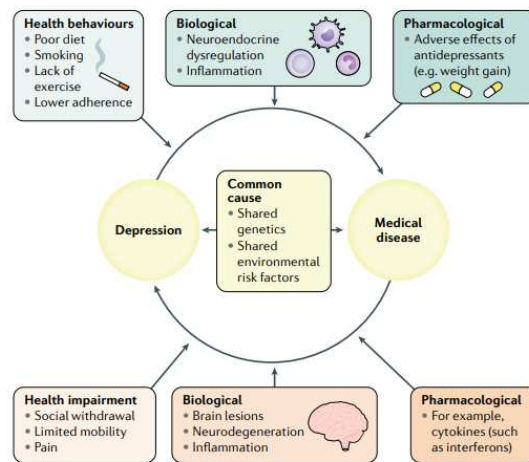 Health behaviours
• Poor diet
• Smoking
• Lack of
exercise
• Lower adherence
Biological
• Neuroendocrine
dysregulation
• Inflammation
Pharmacological
• Adverse effects of
antidepressants
(e.g. weight gain)
Depression
Common
cause
• Shared
genetics
• Shared
environmental
risk factors
Medical
disease
Health impairment
• Social withdrawal
• Limited mobility
• Pain
Biological
• Brain lesions
• Neurodegeneration
• Inflammation
Pharmacological
• For example,
cytokines (such
as interferons)